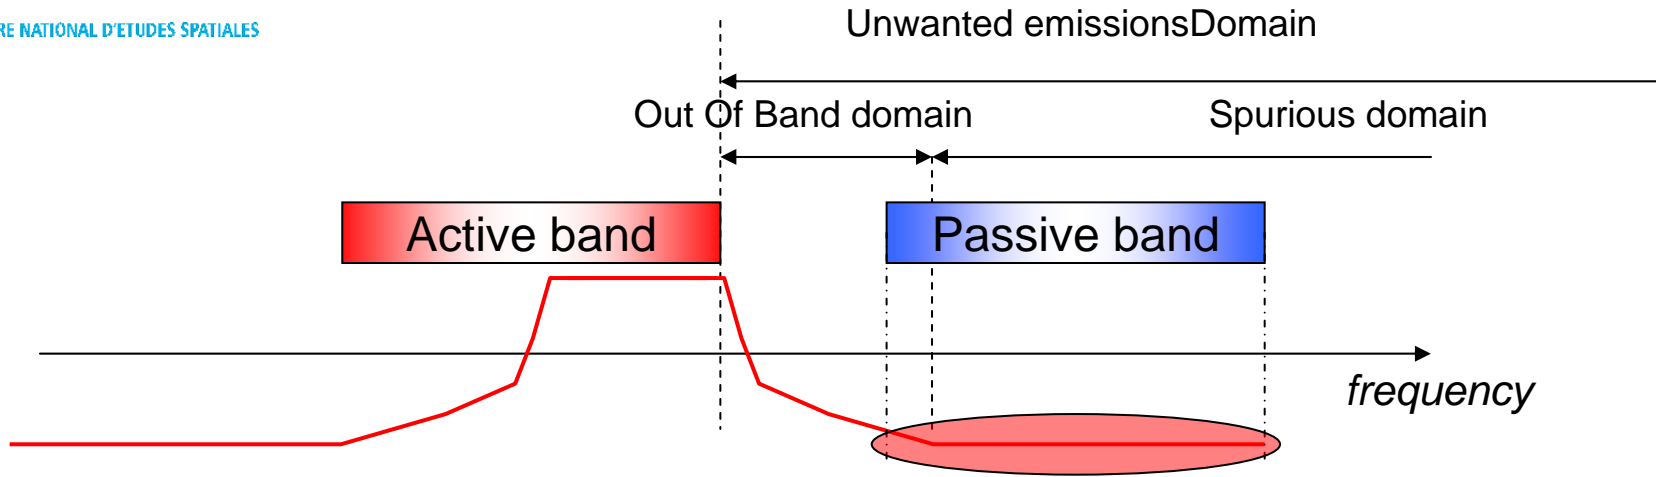 RE NATIONAL D'ETUDES SPATIALES
Unwanted emissionsDomain
Out Of Band domain
Spurious domain
Active band
Passive band
frequency